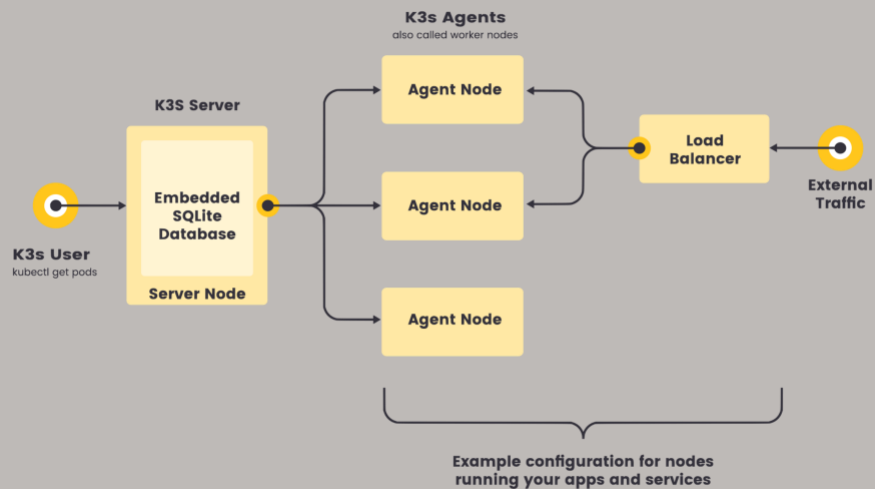 K3s Agents
also called worker nodes
K3S Server
Agent Node
Load
Balancer
Embedded
SQLite
Database
Agent Node
External
Traffic
K3s User
kubectl get pods
Server Node
Agent Node
Example configuration for nodes
running your apps and services